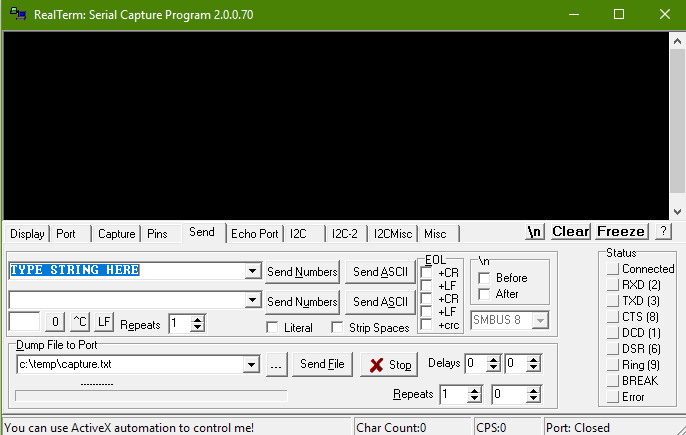 RealTerm: Serial Capture Program 2.0.0.70
Display Port Capture Pins Send Echo Port I2C I2C-2 I2CMisc Misc \n Clear Freeze ?
TYPE STRING HERE Send Numbers Send ASCII
Send Numbers Send ASCII
0 ^C LF Repeats 1 Literal Strip Spaces
EOL
+CR
+LF
+CR
+LF
+crc
\n
Before
After
SMBUS 8
Dump File to Port
c:\temp\capture.txt ... Send File Stop Delays 0 0
-----------
Repeats 1 0
Status
Connected
RXD (2)
TXD (3)
CTS (8)
DCD (1)
DSR (6)
Ring (9)
BREAK
Error
You can use ActiveX automation to control me! Char Count:0 CPS:0 Port: Closed